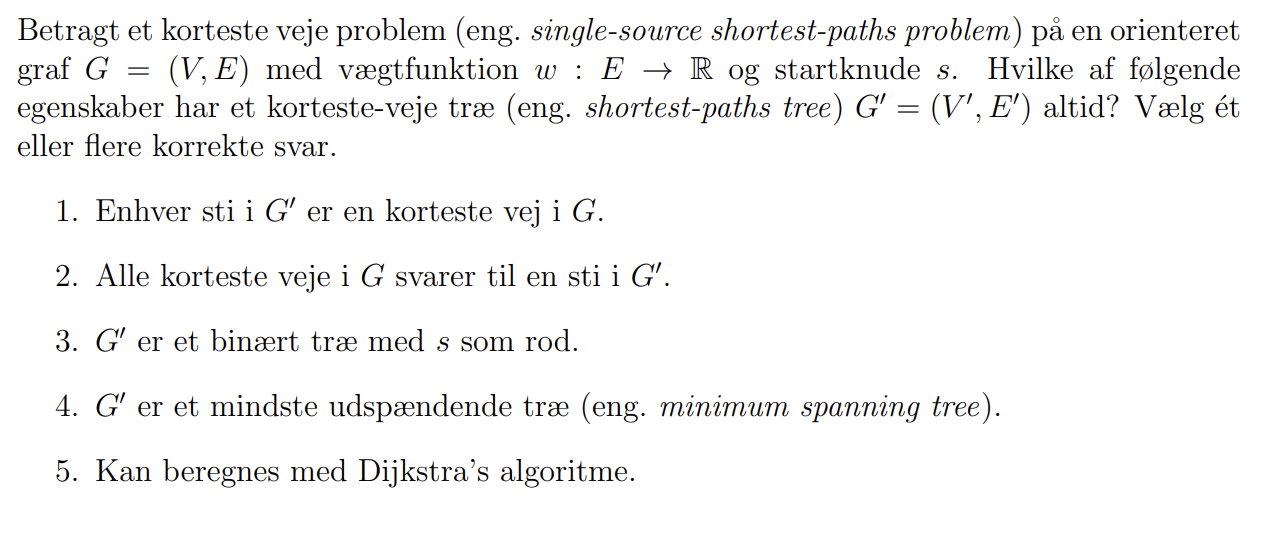 Betragt et korteste veje problem (eng. single-source shortest-paths problem) på en orienteret
graf G = (V, E) med vægtfunktion w : E → ℝ og startknude s. Hvilke af følgende
egenskaber har et korteste-veje træ (eng. shortest-paths tree) G′ = (V′, E′) altid? Vælg ét
eller flere korrekte svar.
1. Enhver sti i G′ er en korteste vej i G.
2. Alle korteste veje i G svarer til en sti i G′.
3. G′ er et binært træ med s som rod.
4. G′ er et mindste udspændende træ (eng. minimum spanning tree).
5. Kan beregnes med Dijkstra's algoritme.